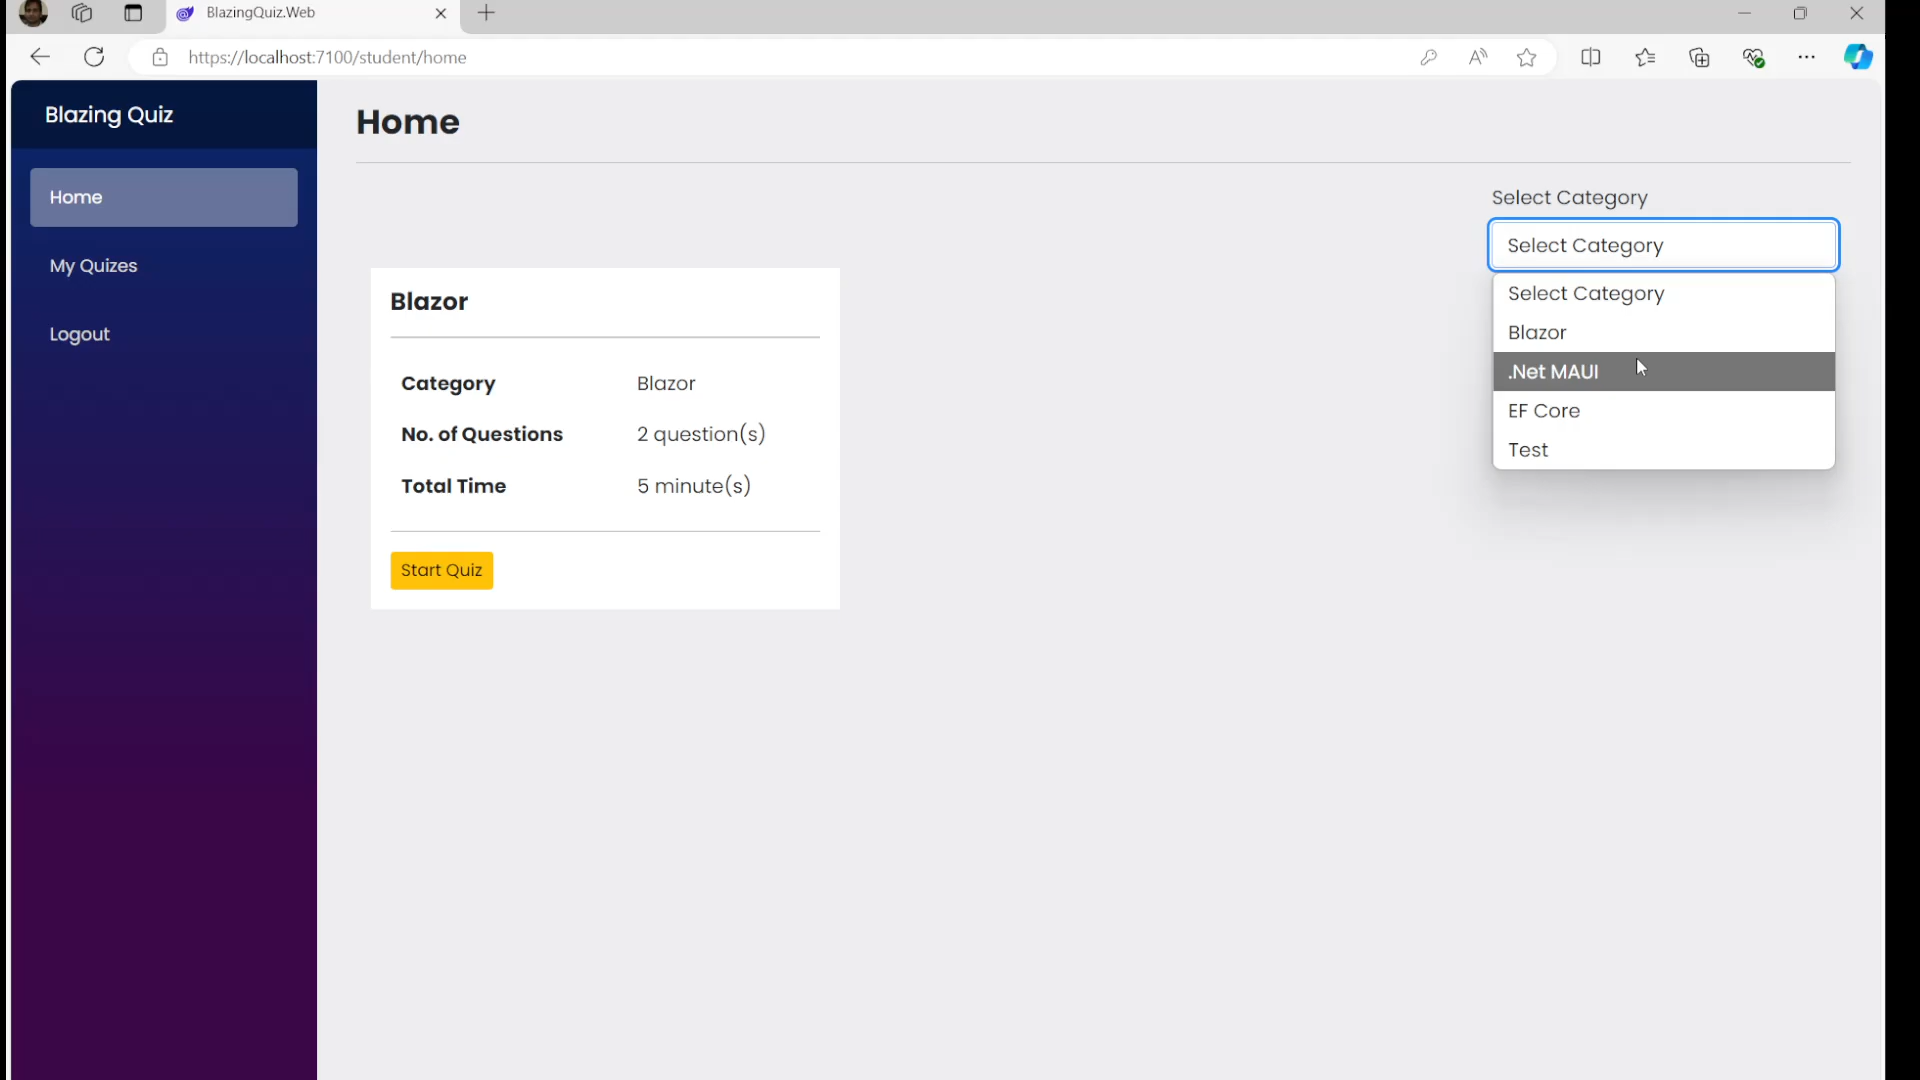 BlazingQuiz.Web
https://localhost:7100/student/home
Blazing Quiz
Home
My Quizes
Logout
Home
Select Category
Select Category
Select Category
Blazor
.Net MAUI
EF Core
Test
Blazor
Category Blazor
No. of Questions 2 question(s)
Total Time 5 minute(s)
Start Quiz